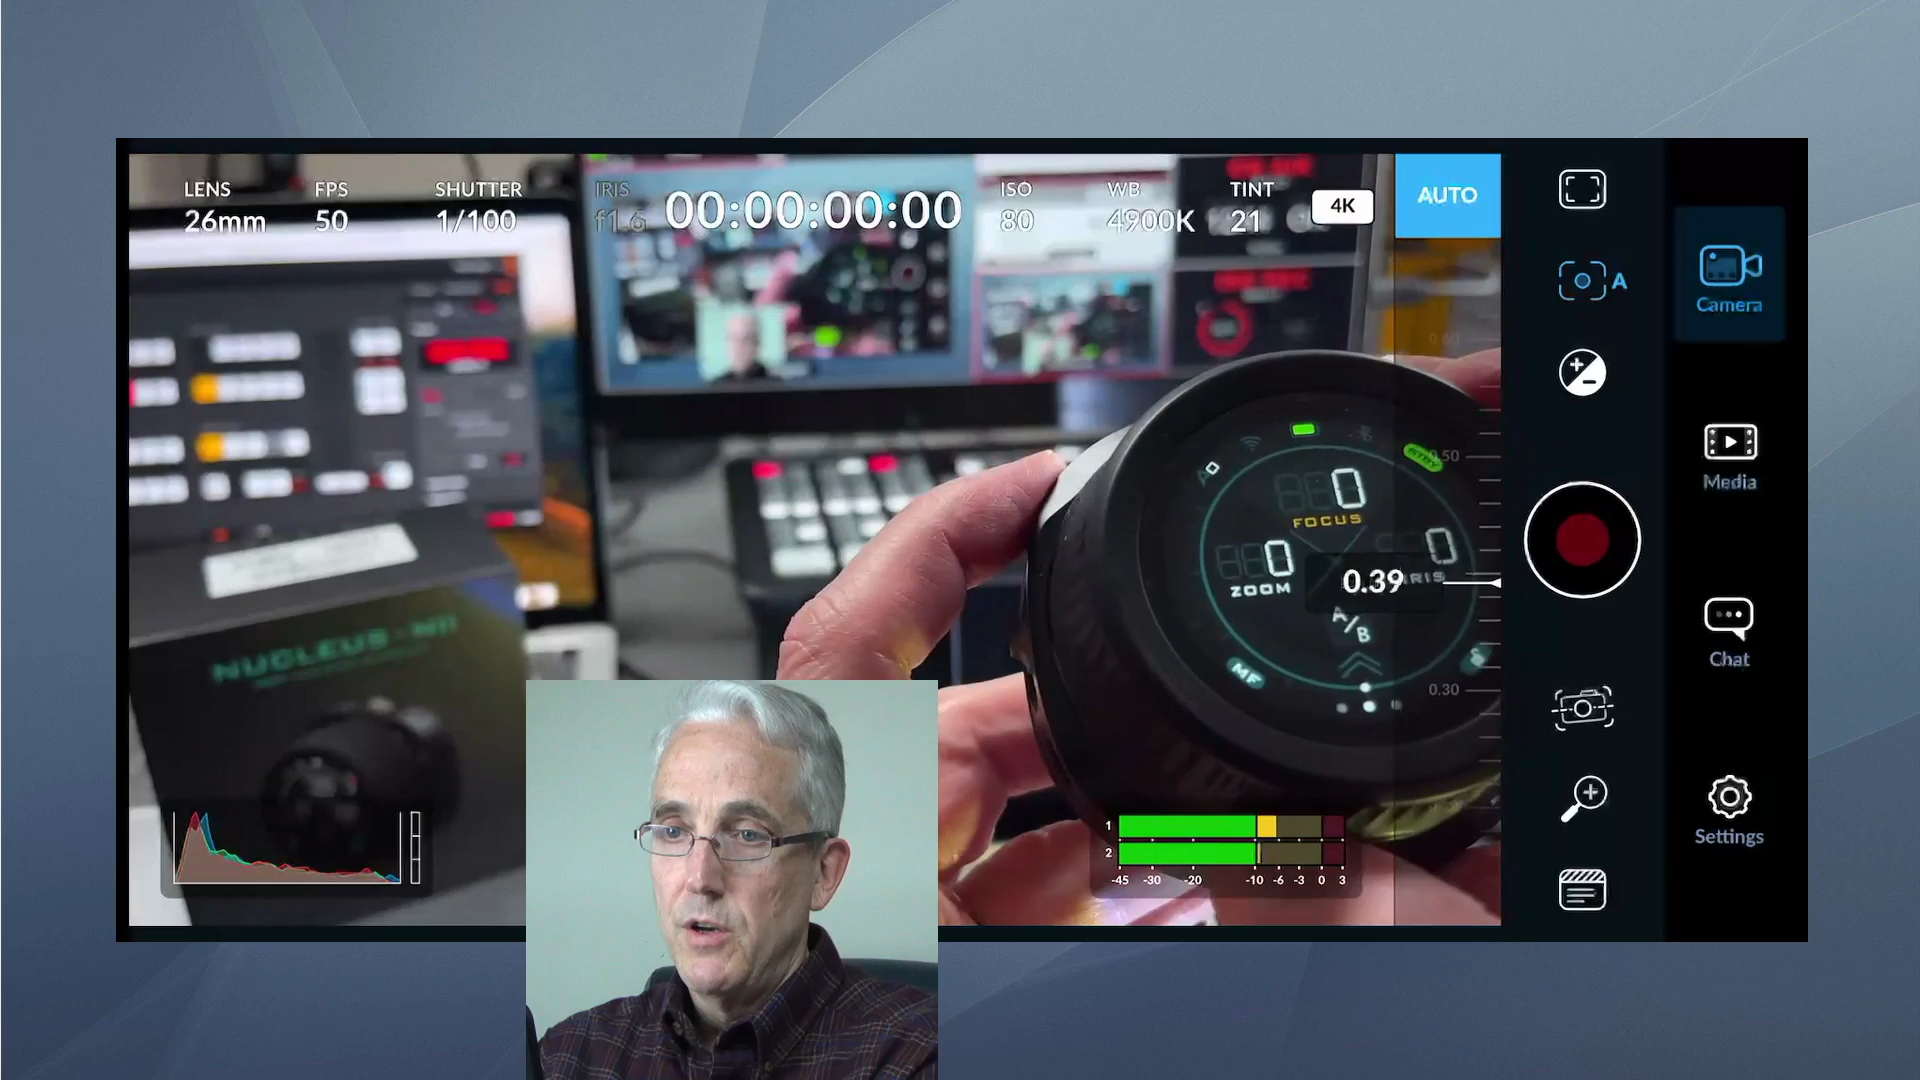 LENS FPS SHUTTER IRIS 00:00:00:00 ISO WB TINT 4K AUTO
26mm 50 1/100 f1.6 80 4900K 21
A
Camera
0.50
STBY
0
FOCUS
0 0
ZOOM 0.39 IRIS
A/B
MF
0.30
NUCLEUS-NII
Media
Chat
Settings
1
2
-45 -30 -20 -10 -6 -3 0 3